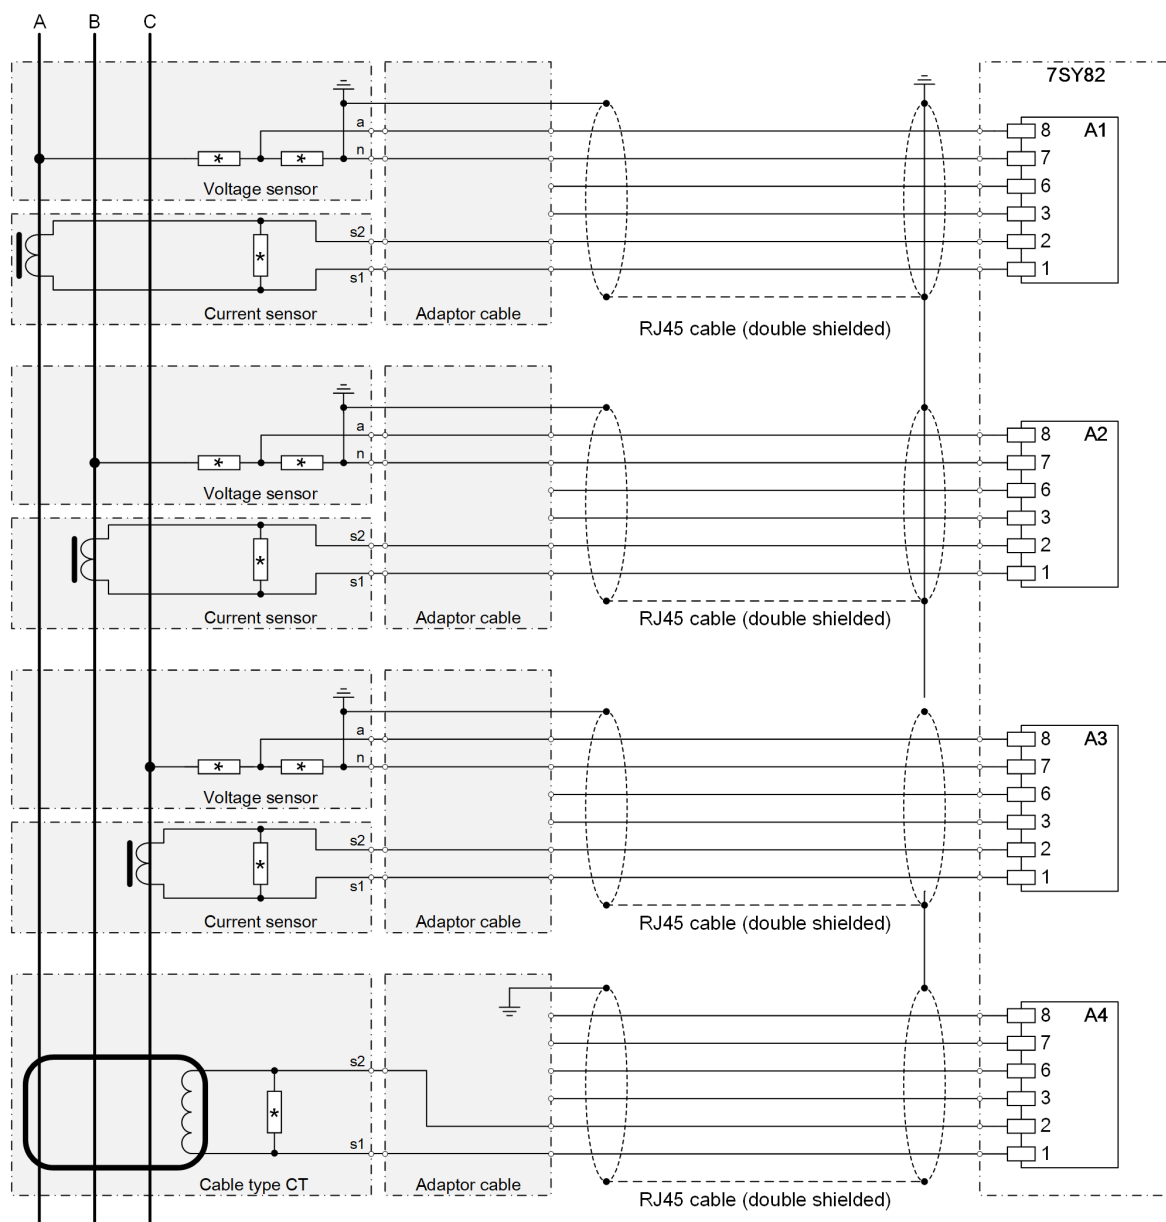 A B C
7SY82
a
8 A1
n
7
Voltage sensor
6
3
s2
2
s1
1
Current sensor
Adaptor cable
RJ45 cable (double shielded)
a
8 A2
n
7
Voltage sensor
6
3
s2
2
s1
1
Current sensor
Adaptor cable
RJ45 cable (double shielded)
a
8 A3
n
7
Voltage sensor
6
3
s2
2
s1
1
Current sensor
Adaptor cable
RJ45 cable (double shielded)
8 A4
7
s2
6
3
2
s1
1
Cable type CT
Adaptor cable
RJ45 cable (double shielded)